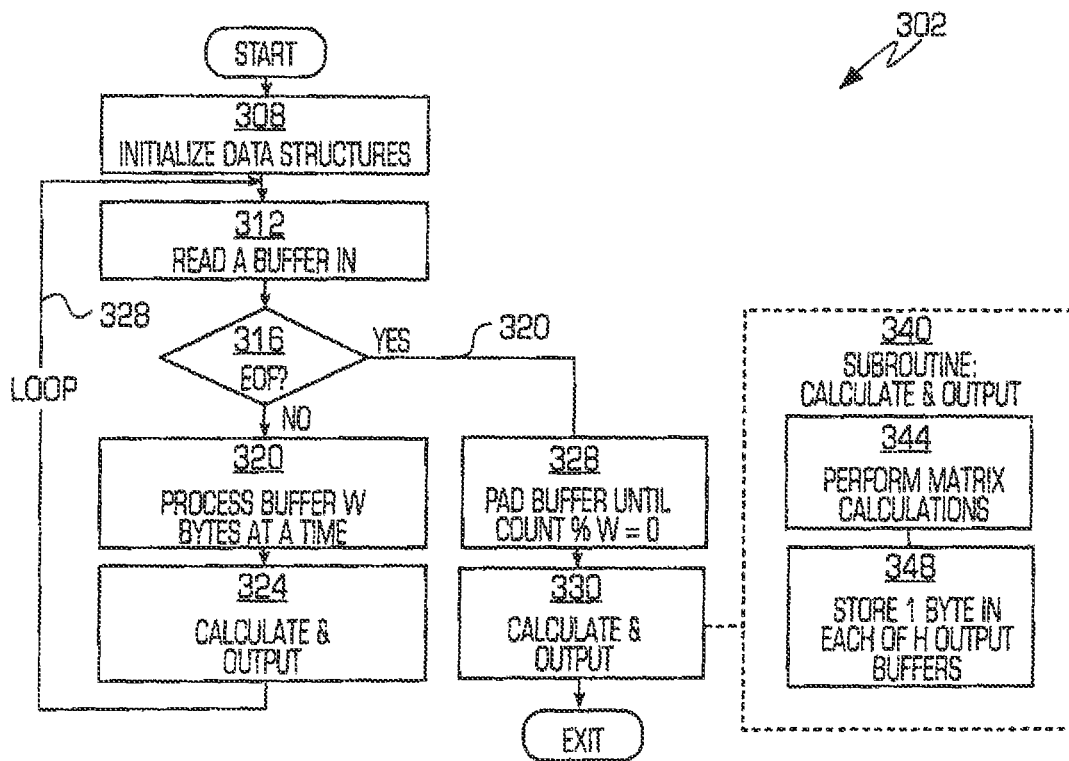 302
START
308
INITIALIZE DATA STRUCTURES
312
READ A BUFFER IN
328
LOOP
316
EOF?
YES
320
NO
320
PROCESS BUFFER W
BYTES AT A TIME
324
CALCULATE &
OUTPUT
328
PAD BUFFER UNTIL
COUNT % W = 0
330
CALCULATE &
OUTPUT
EXIT
340
SUBROUTINE:
CALCULATE & OUTPUT
344
PERFORM MATRIX
CALCULATIONS
348
STORE 1 BYTE IN
EACH OF H OUTPUT
BUFFERS